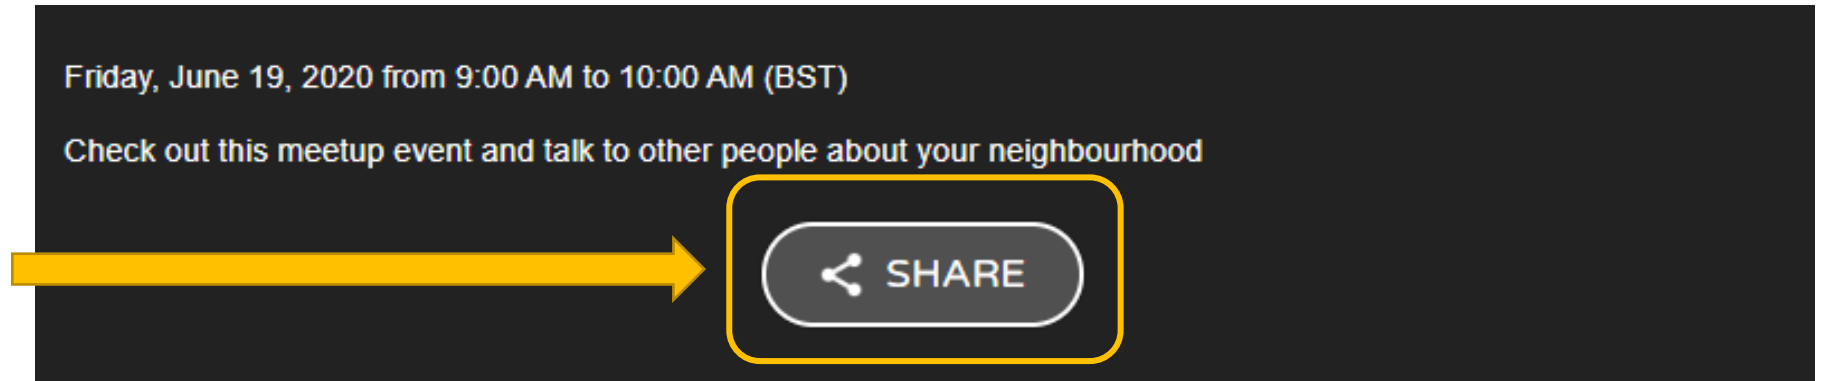 Friday, June 19, 2020 from 9:00 AM to 10:00 AM (BST)
Check out this meetup event and talk to other people about your neighbourhood
SHARE